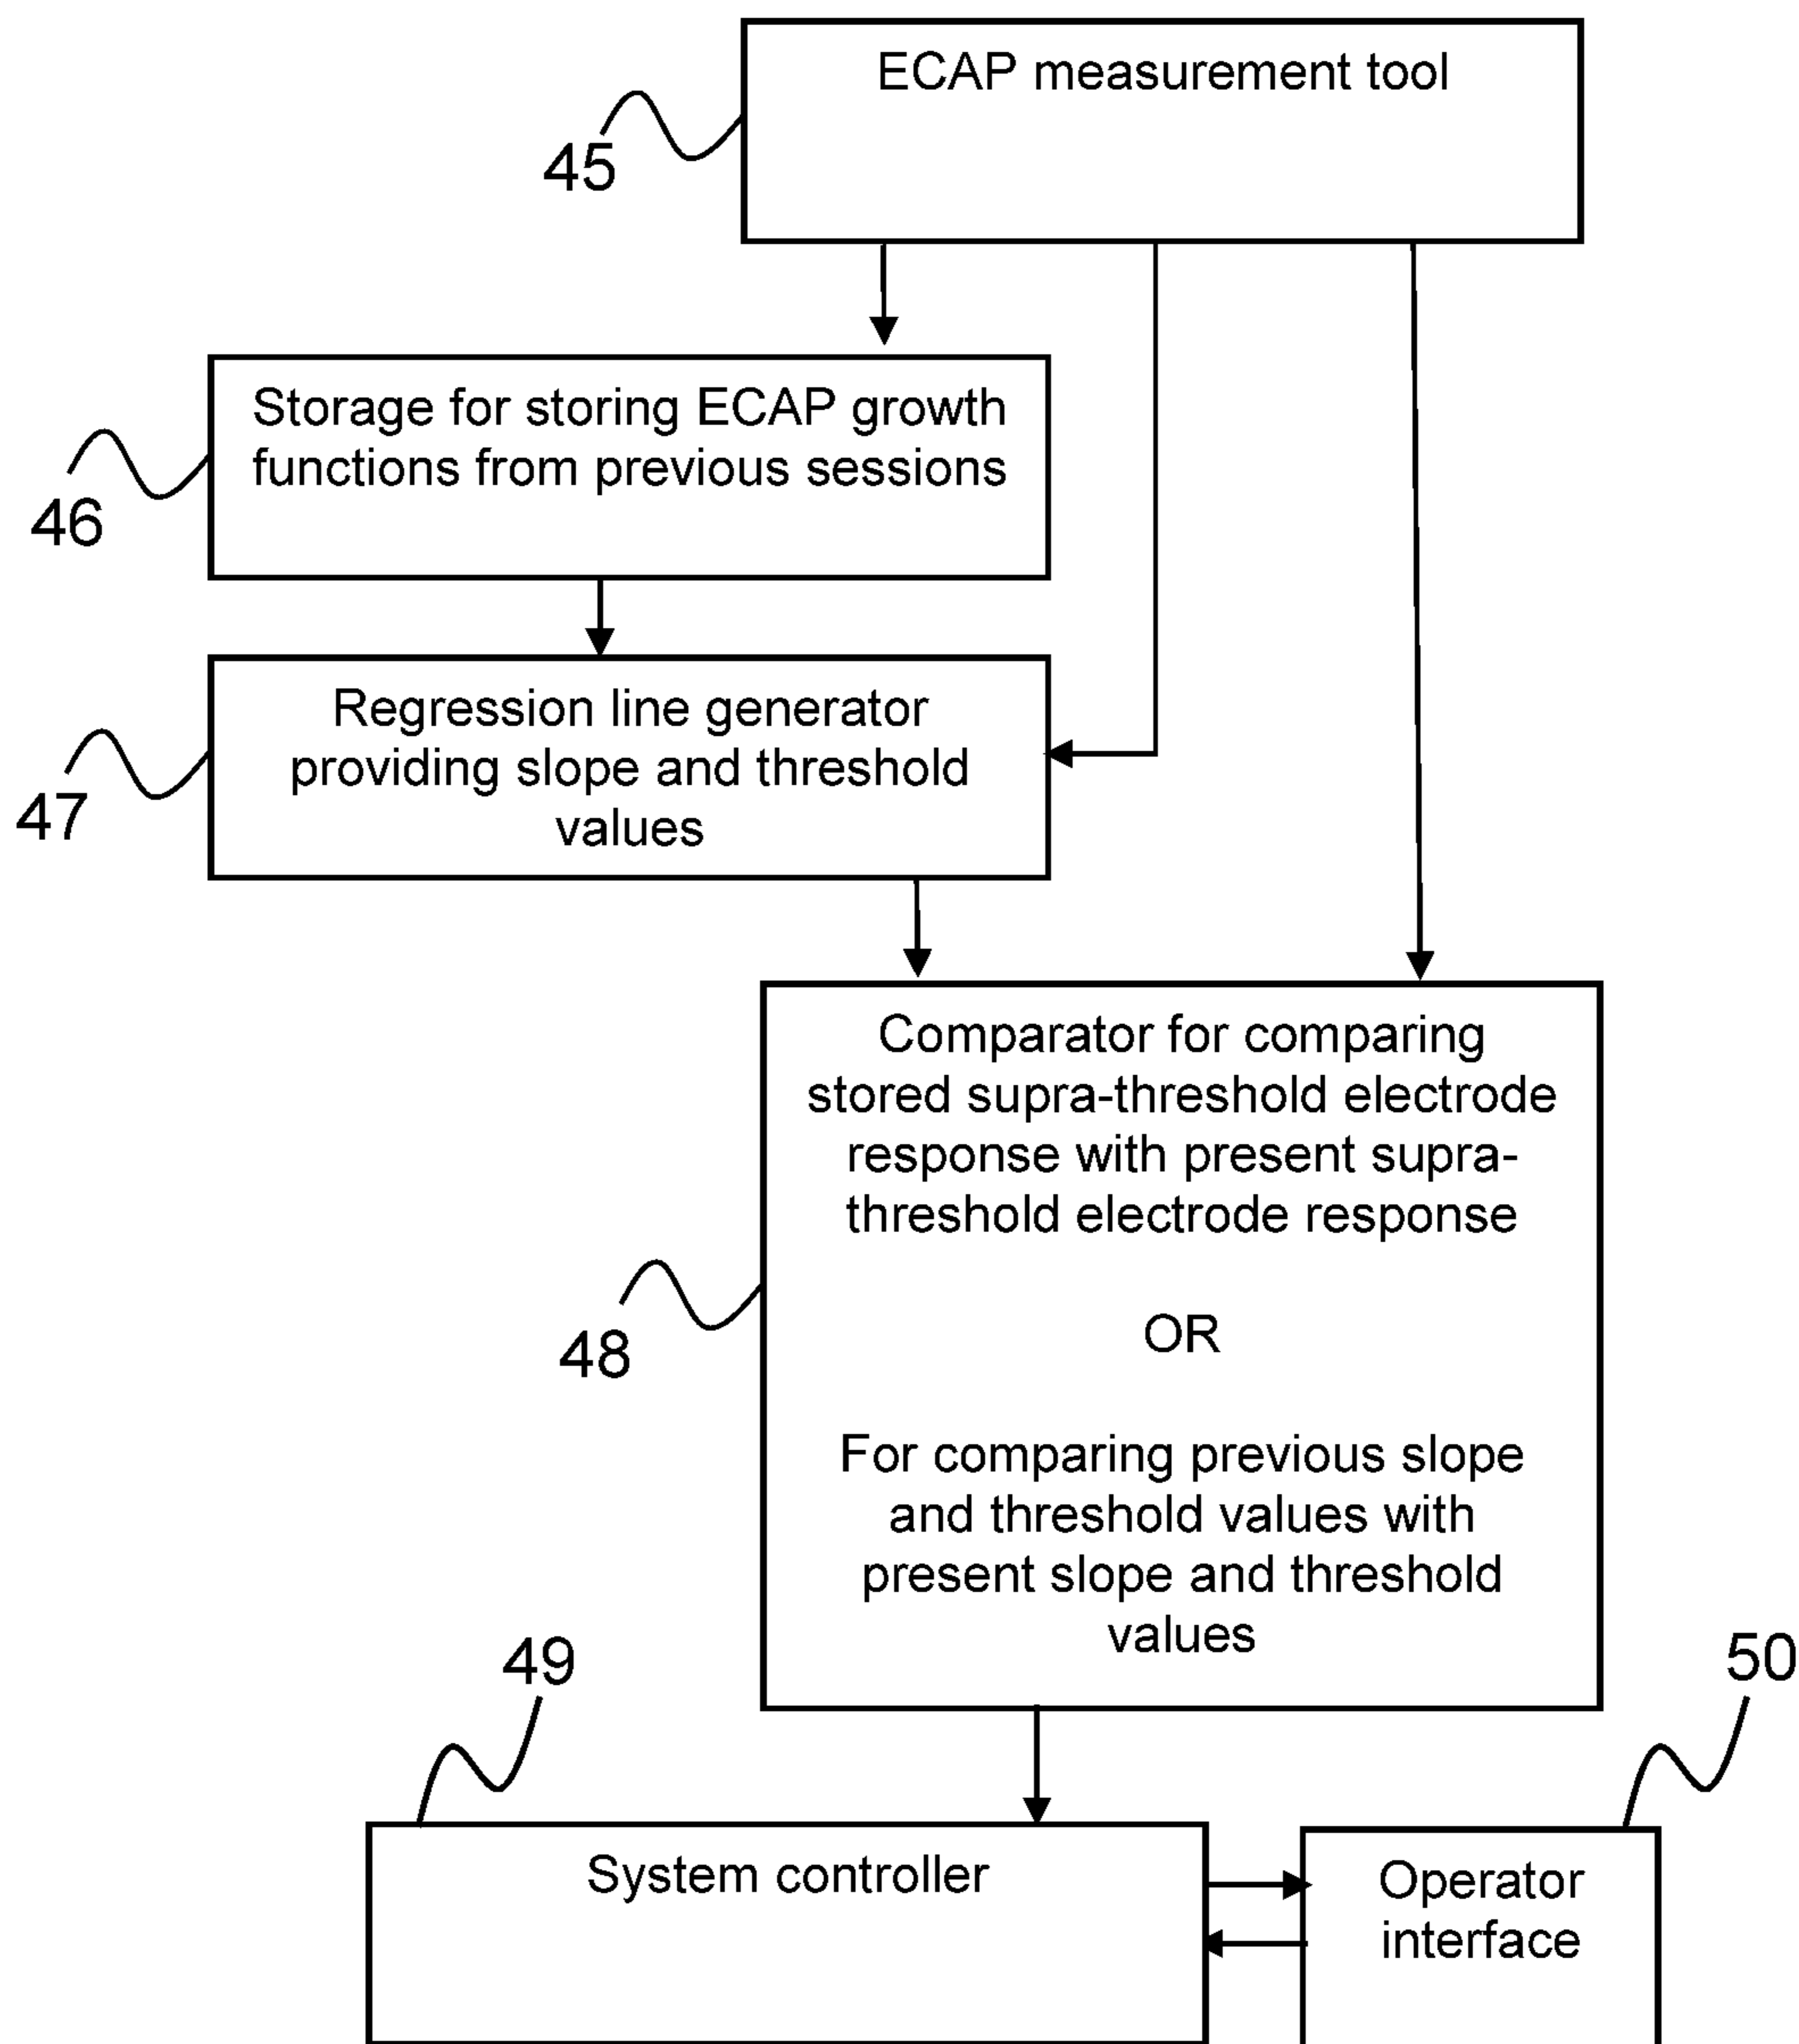 ECAP measurement tool
45
Storage for storing ECAP growth
functions from previous sessions
46
Regression line generator
providing slope and threshold
values
47
Comparator for comparing
stored supra-threshold electrode
response with present supra-
threshold electrode response
OR
For comparing previous slope
and threshold values with
present slope and threshold
values
48
49
50
System controller
Operator
interface